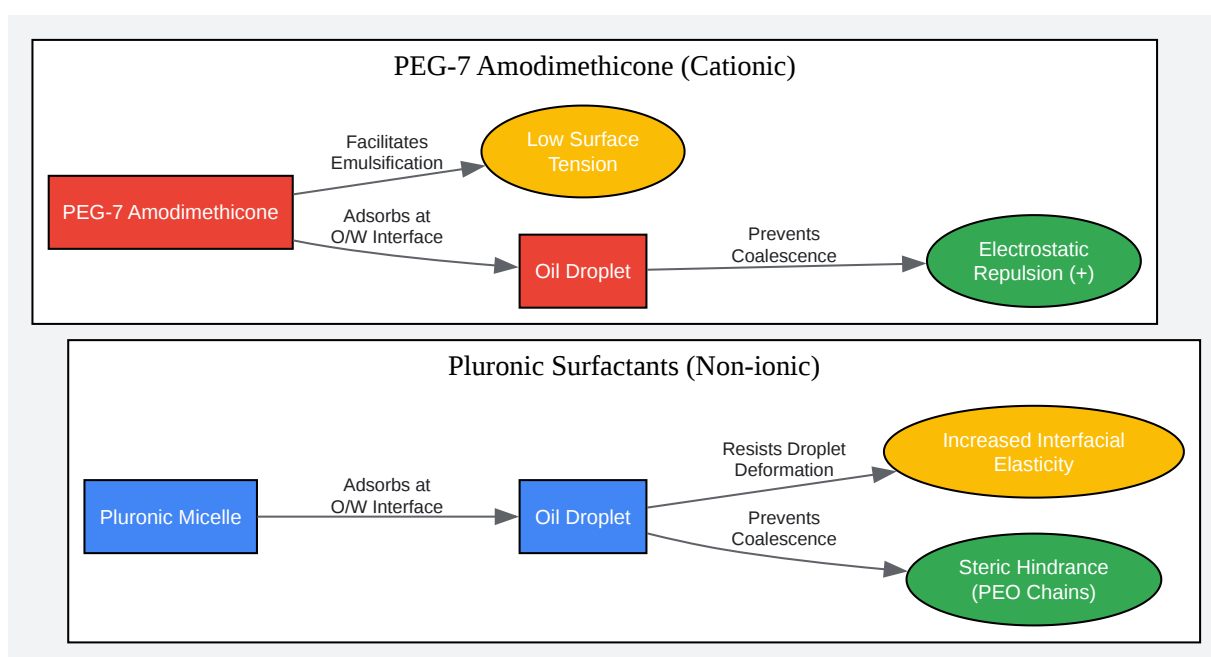 PEG-7 Amodimethicone (Cationic)
Facilitates
Emulsification
Low Surface
Tension
PEG-7 Amodimethicone
Adsorbs at
O/W Interface
Oil Droplet
Prevents
Coalescence
Electrostatic
Repulsion (+)
Pluronic Surfactants (Non-ionic)
Pluronic Micelle
Adsorbs at
O/W Interface
Oil Droplet
Resists Droplet
Deformation
Increased Interfacial
Elasticity
Prevents
Coalescence
Steric Hindrance
(PEO Chains)